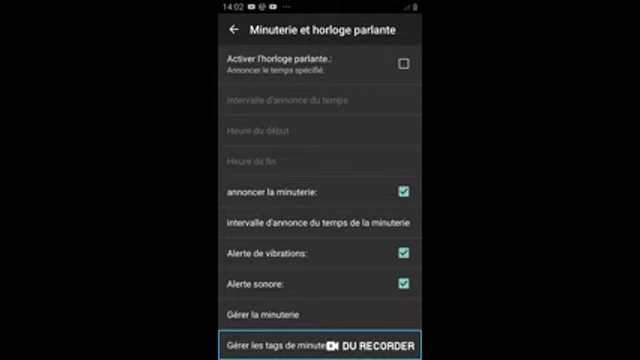 14:02
Minuterie et horloge parlante
Activer l'horloge parlante.:
Annoncer le temps spécifié.
Intervalle d'annonce du temps
Heure du début
Heure de fin
annoncer la minuterie:
intervalle d'annonce du temps de la minuterie
Alerte de vibrations:
Alerte sonore:
Gérer la minuterie
Gérer les tags de minute
DU RECORDER